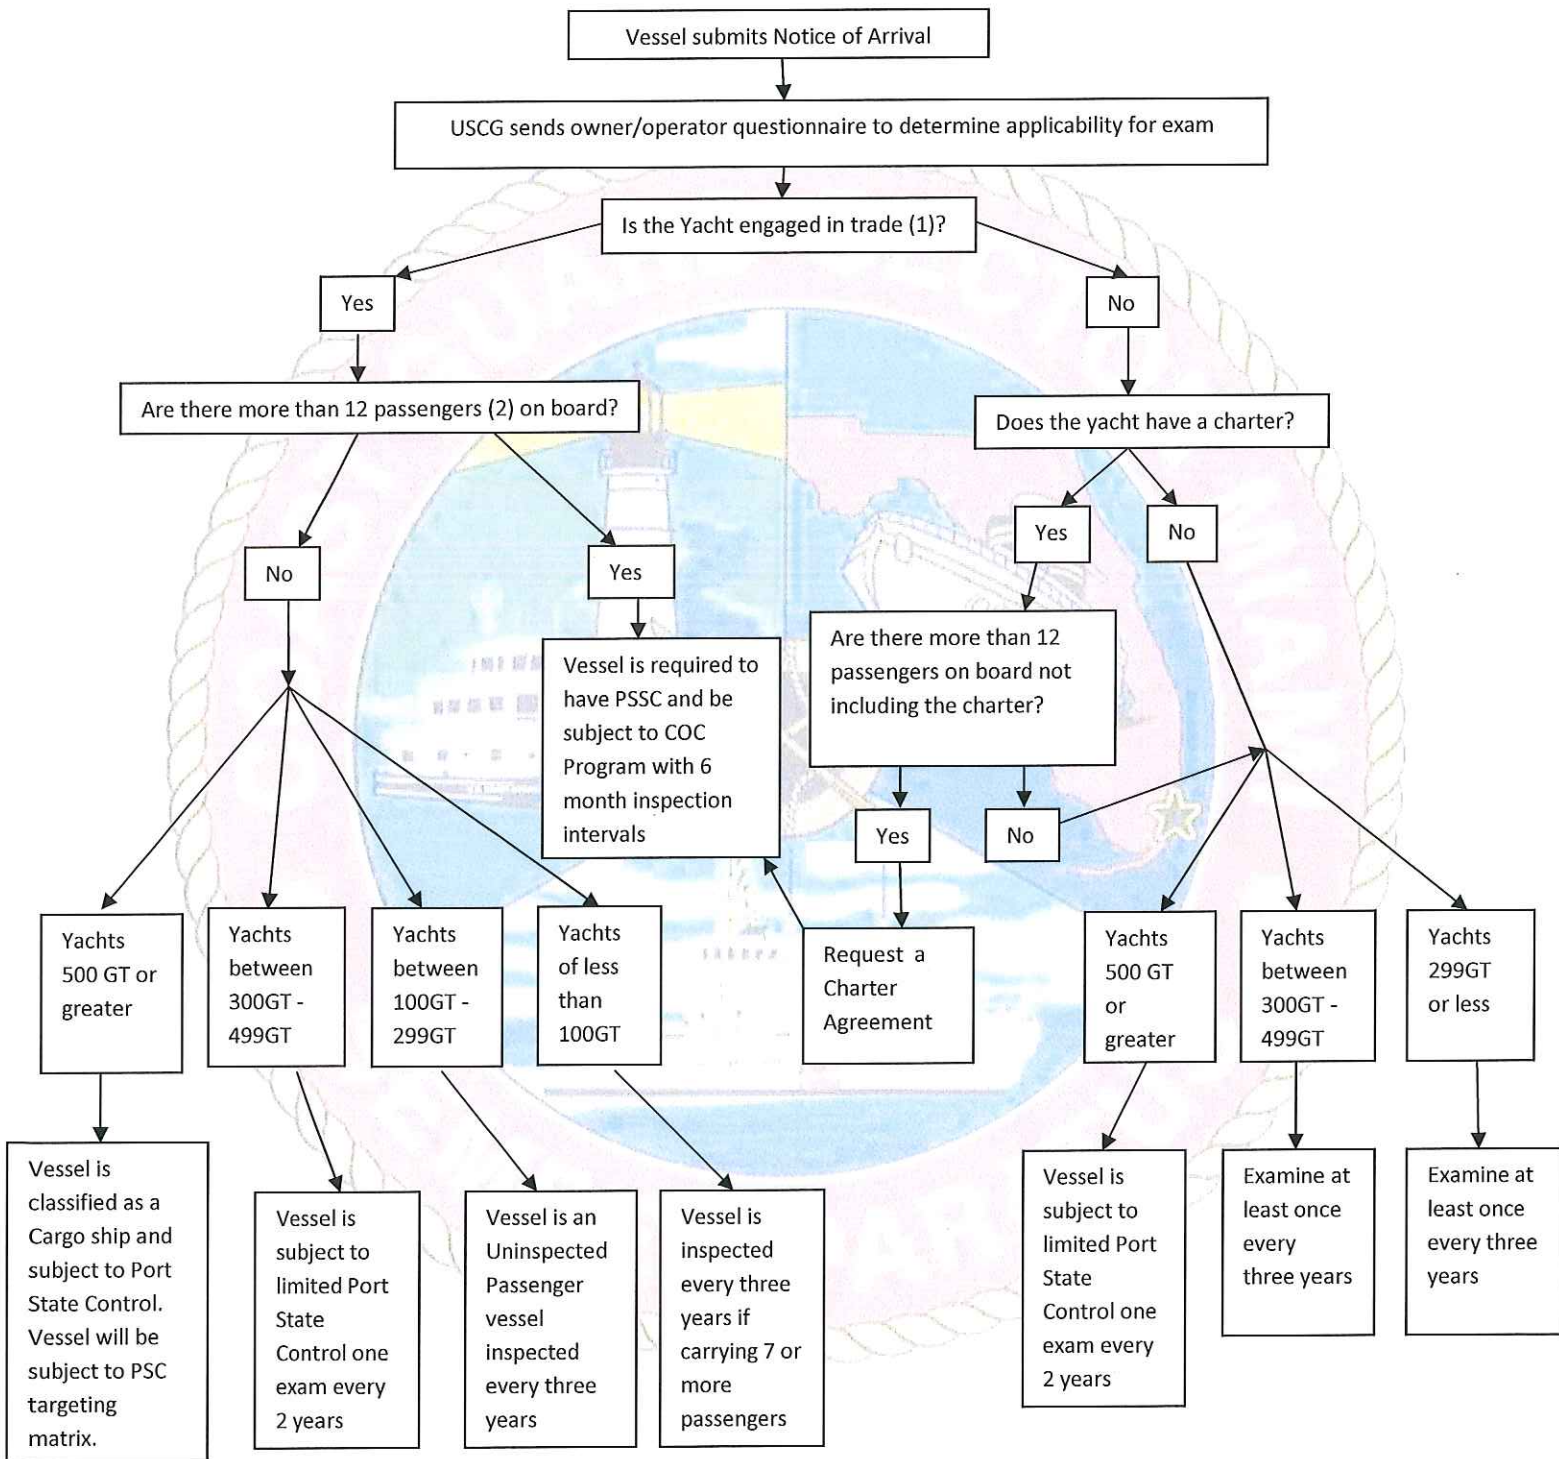 Vessel submits Notice of Arrival
USCG sends owner/operator questionnaire to determine applicability for exam
Is the Yacht engaged in trade (1)?
Yes
No
Are there more than 12 passengers (2) on board?
Does the yacht have a charter?
No
Yes
Yes
No
Vessel is required to
have PSSC and be
subject to COC
Program with 6
month inspection
intervals
Are there more than 12
passengers on board not
including the charter?
Yes
No
Yachts
500 GT or
greater
Yachts
between
300GT -
499GT
Yachts
between
100GT -
299GT
Yachts
of less
than
100GT
Request a
Charter
Agreement
Yachts
500 GT
or
greater
Yachts
between
300GT -
499GT
Yachts
299GT
or less
Vessel is
classified as a
Cargo ship and
subject to Port
State Control.
Vessel will be
subject to PSC
targeting
matrix.
Vessel is
subject to
limited Port
State
Control one
exam every
2 years
Vessel is an
Uninspected
Passenger
vessel
inspected
every three
years
Vessel is
inspected
every three
years if
carrying 7 or
more
passengers
Vessel is
subject to
limited Port
State
Control one
exam every
2 years
Examine at
least once
every
three years
Examine at
least once
every three
years